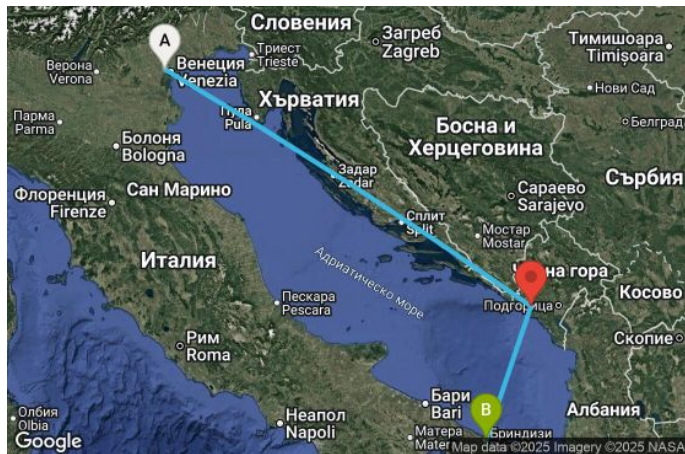 A
Словения
Загреб
Zagreb
Тимишоара
Timișoara
Триест
Trieste
Верона
Verona
Венеция
Venezia
Нови Сад
Хърватия
Пула
Pula
Парма
Parma
Белград
Болоня
Bologna
Босна и
Херцеговина
Задар
Zadar
Флоренция
Firenze
Сан Марино
Сараево
Sarajevo
Сърбия
Сплит
Split
Мостар
Mostar
Италия
Адриатическо море
на гора
Косово
Пескара
Pescara
Подгорица
Рим
Roma
Скопие
Бари
Bari
B
Албания
Олбия
Olbia
Неапол
Napoli
Матера
Бриндизи
Google
Map data ©2025 Imagery ©2025 NASA